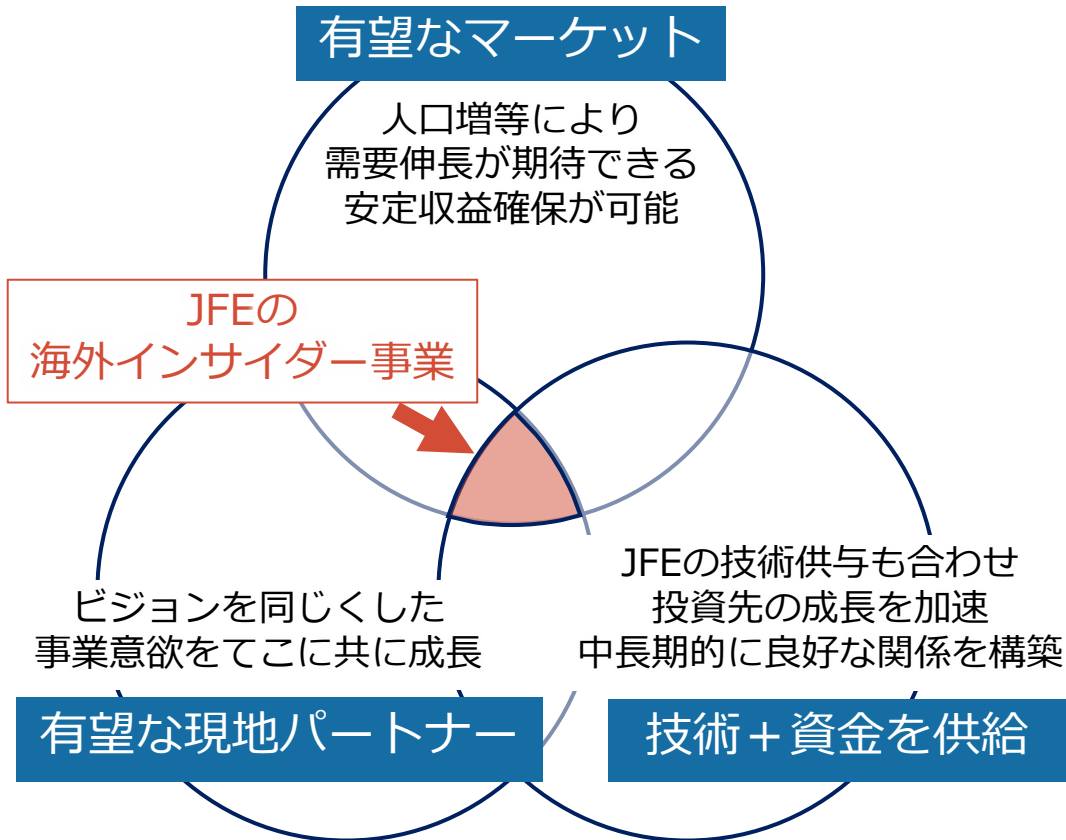 有望なマーケット
人口増等により
需要伸長が期待できる
安定収益確保が可能
JFEの
海外インサイダー事業
ビジョンを同じくした
事業意欲をてこに共に成長
有望な現地パートナー
JFEの技術供与も合わせ
投資先の成長を加速
中長期的に良好な関係を構築
技術＋資金を供給